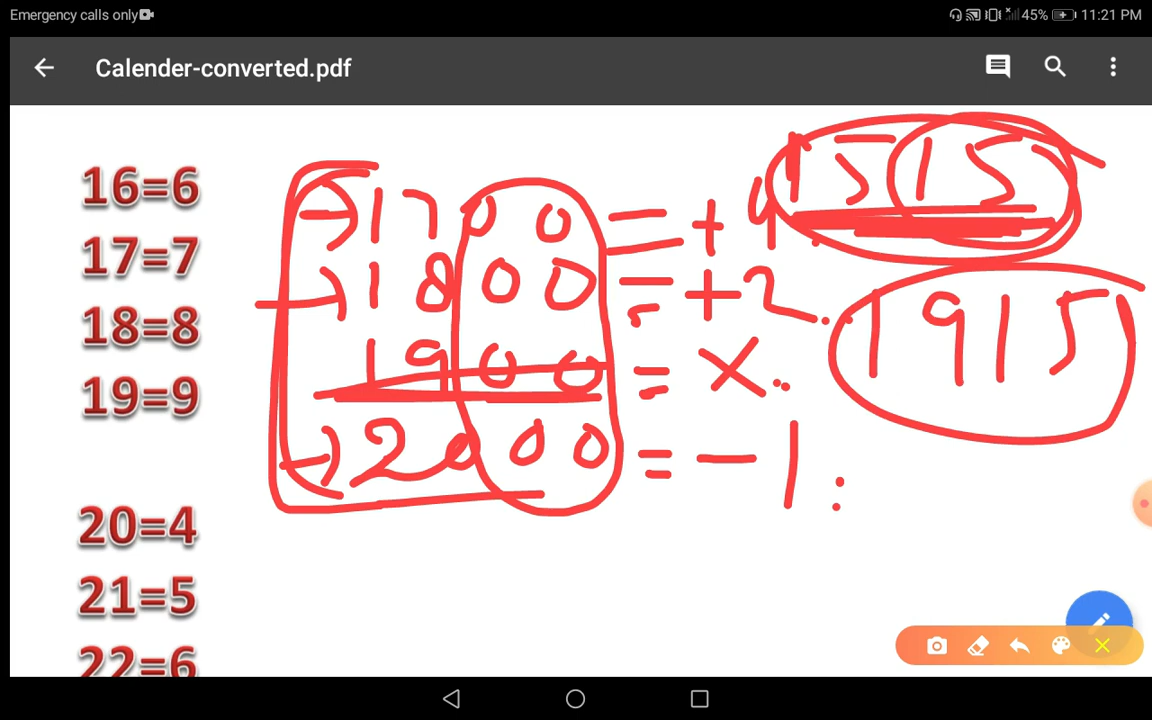 Emergency calls only
45% 11:21 PM
Calender-converted.pdf
16=6
17=7
18=8
19=9
20=4
21=5
22=6
1700 = +4.
1800 = +2.
1900 = ×.
2000 = -1:
1515
1915